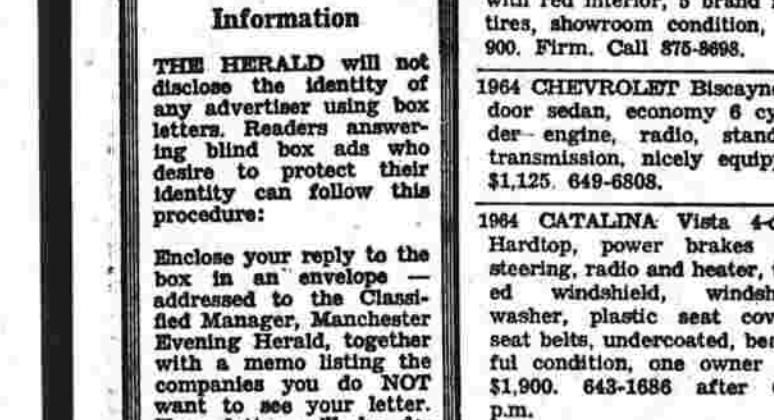 Information
THE HERALD will not
disclose the identity of
any advertiser using box
letters. Readers answer-
ing blind box ads who
desire to protect their
identity can follow this
procedure:
Enclose your reply to the
box in an envelope —
addressed to the Classi-
fied Manager, Manchester
Evening Herald, together
with a memo listing the
companies you do NOT
want to see your letter.
with red interior, 5 brand
tires, showroom condition,
900. Firm. Call 875-8698.
1964 CHEVROLET Biscayne
door sedan, economy 6 cy
der engine, radio, stand
transmission, nicely equip
$1,125. 649-6808.
1964 CATALINA Vista 4-
Hardtop, power brakes
steering, radio and heater,
ed windshield, windsh
washer, plastic seat cov
seat belts, undercoated, bea
ful condition, one owner
$1,900. 643-1686 after
p.m.